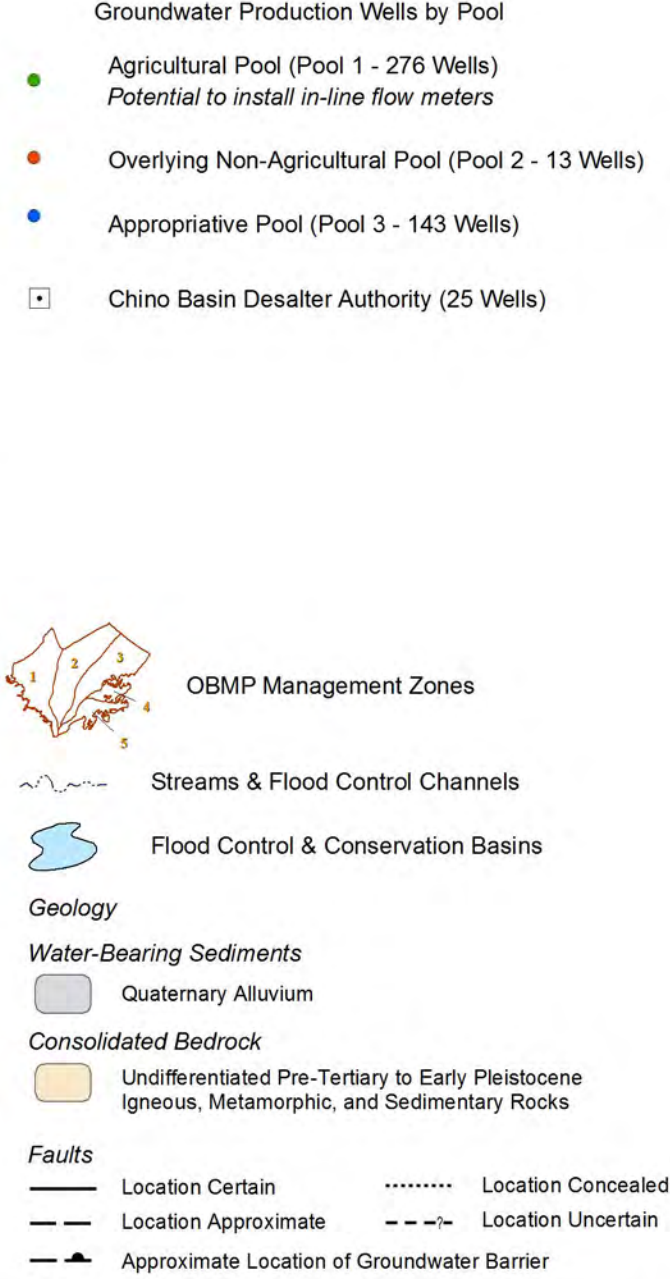 Groundwater Production Wells by Pool
Agricultural Pool (Pool 1 - 276 Wells)
Potential to install in-line flow meters
Overlying Non-Agricultural Pool (Pool 2 - 13 Wells)
Appropriative Pool (Pool 3 - 143 Wells)
Chino Basin Desalter Authority (25 Wells)
1
2
3
4
5
OBMP Management Zones
Streams & Flood Control Channels
Flood Control & Conservation Basins
Geology
Water-Bearing Sediments
Quaternary Alluvium
Consolidated Bedrock
Undifferentiated Pre-Tertiary to Early Pleistocene
Igneous, Metamorphic, and Sedimentary Rocks
Faults
Location Certain
Location Concealed
Location Approximate
?
Location Uncertain
Approximate Location of Groundwater Barrier